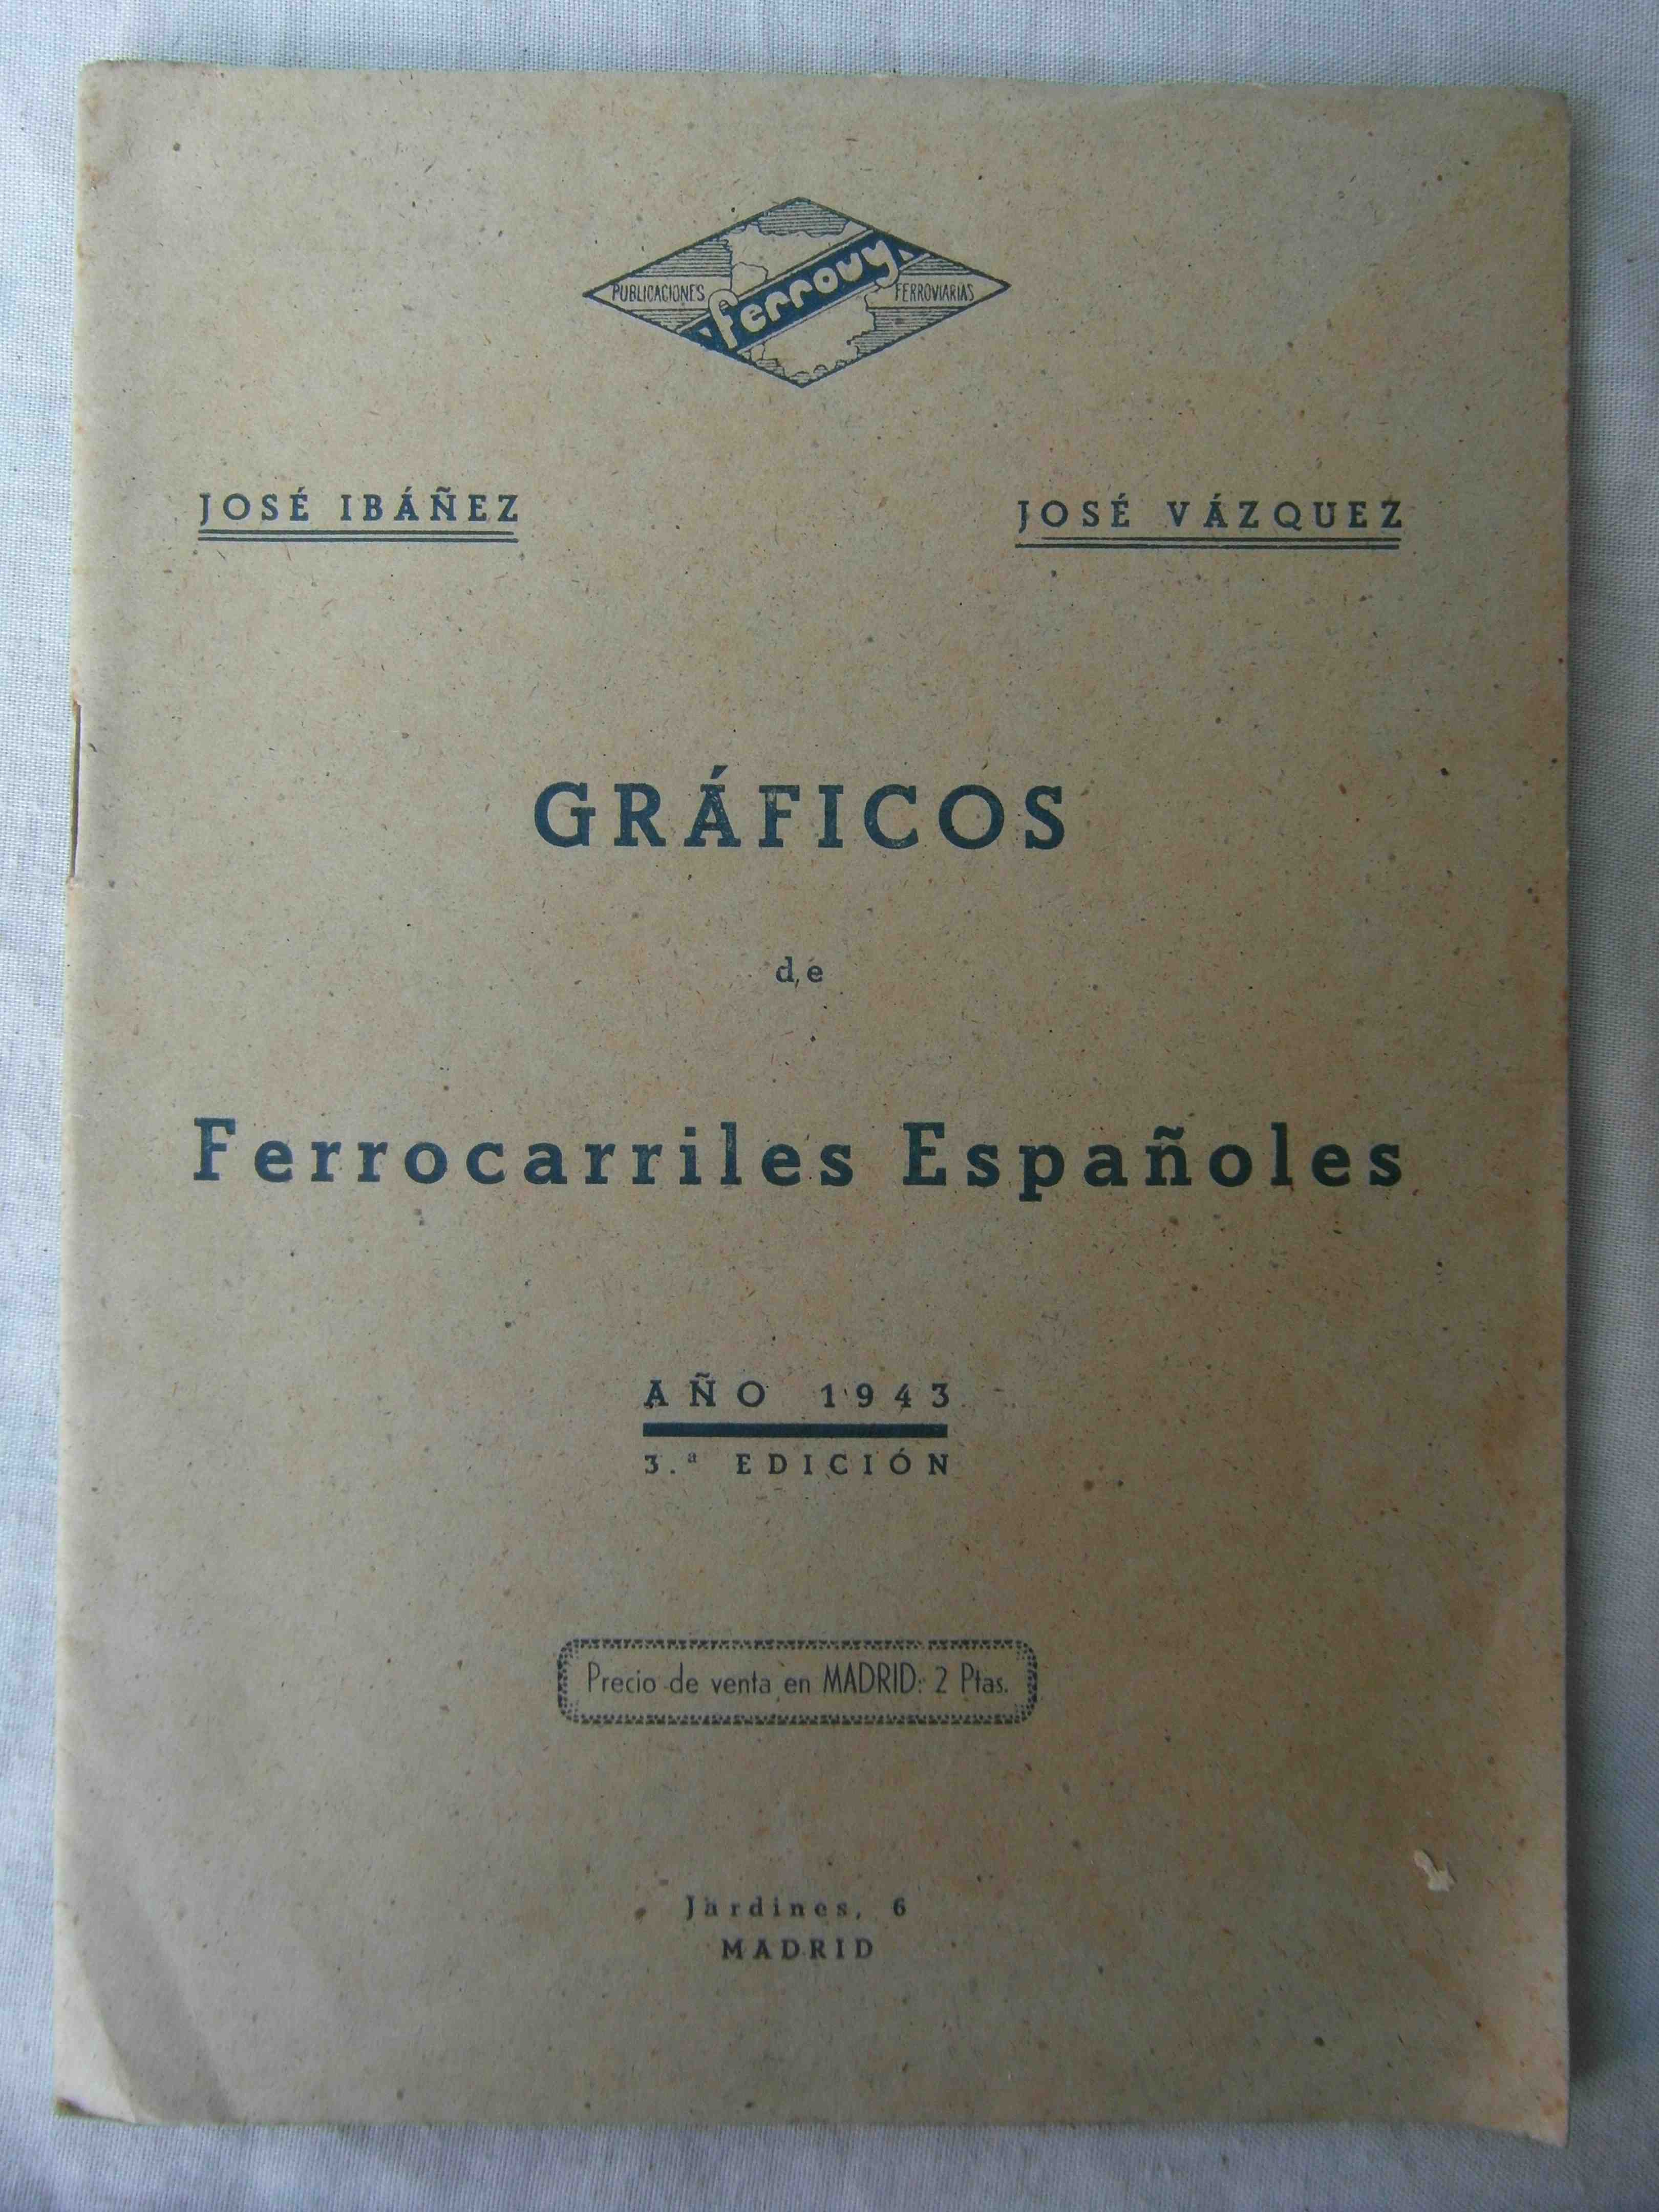 PUBLICACIONES ferrouy FERROVIARIAS
JOSÉ IBÁÑEZ
JOSÉ VÁZQUEZ
GRÁFICOS
de
Ferrocarriles Españoles
AÑO 1943
3.ª EDICIÓN
Precio de venta en MADRID: 2 Ptas.
Jardines, 6
MADRID